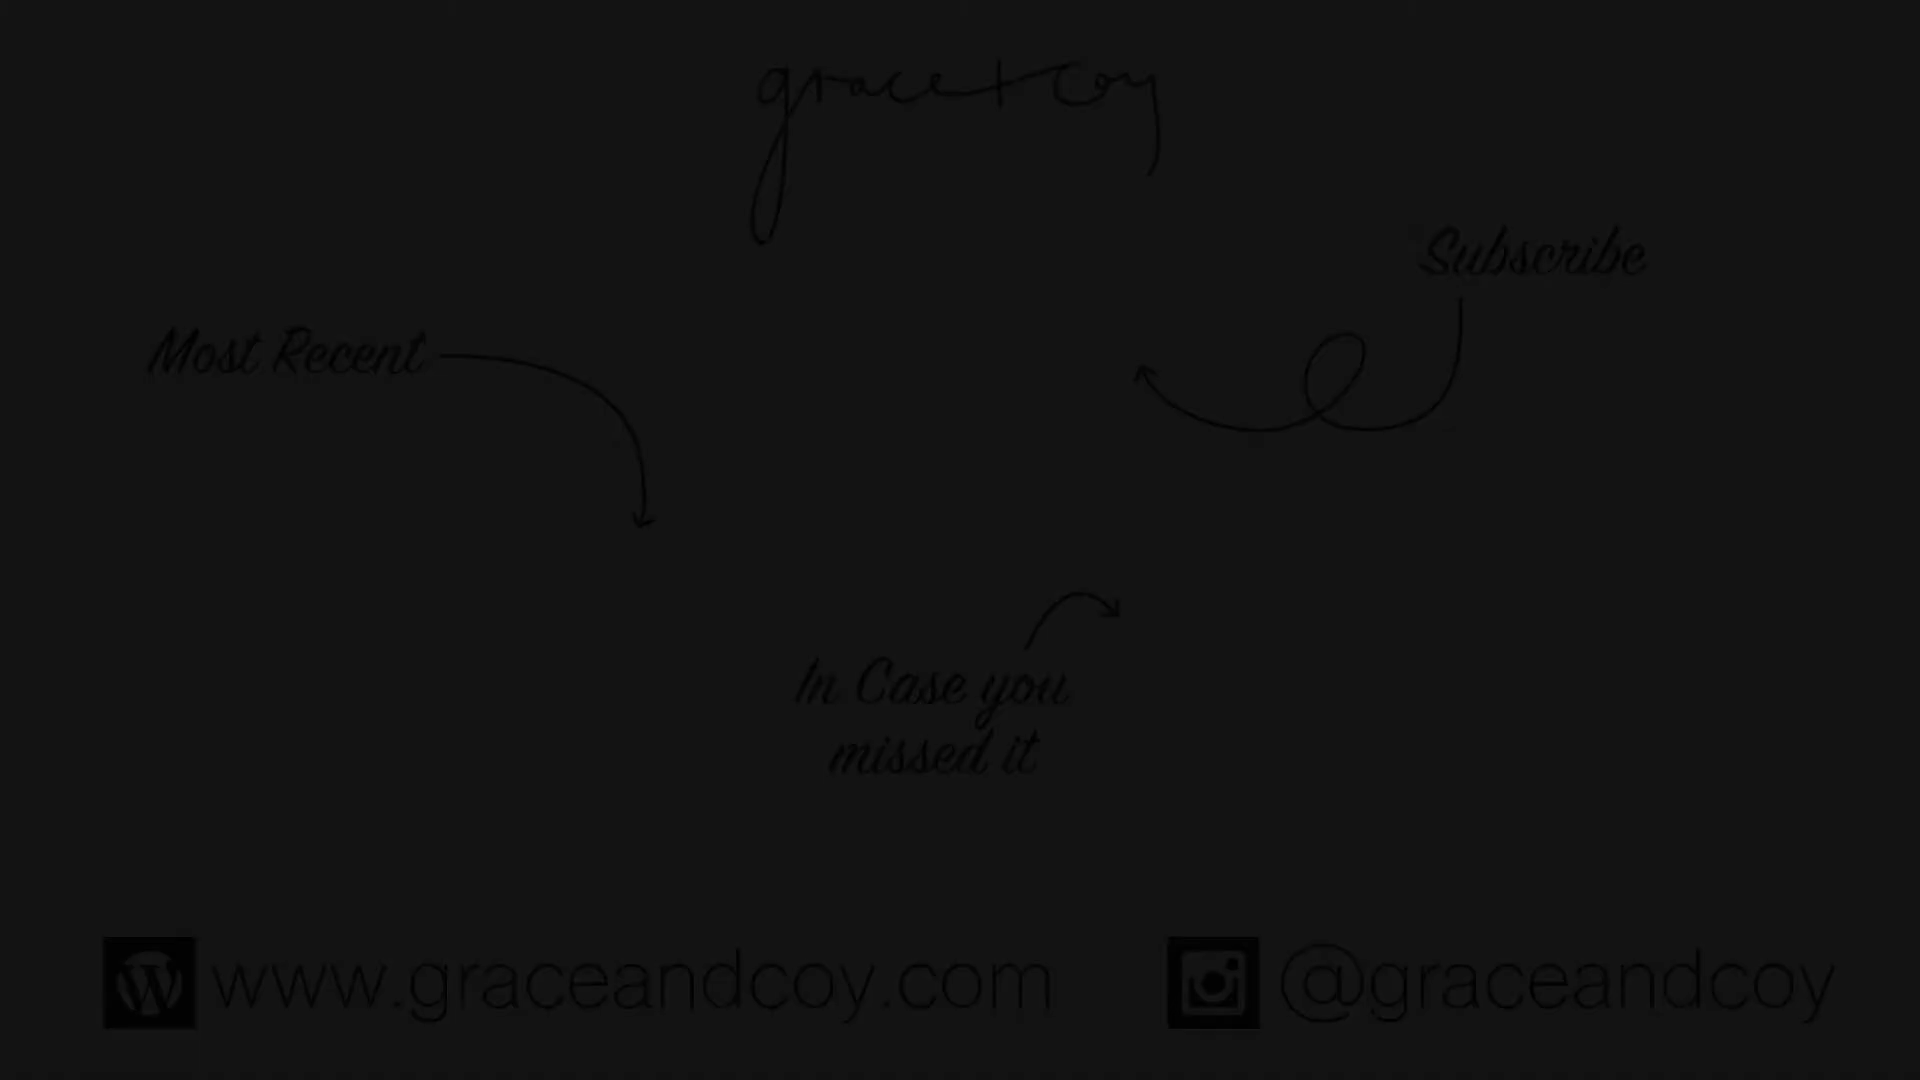 grace+coy
Subscribe
Most Recent
In Case you
missed it
www.graceandcoy.com
@graceandcoy